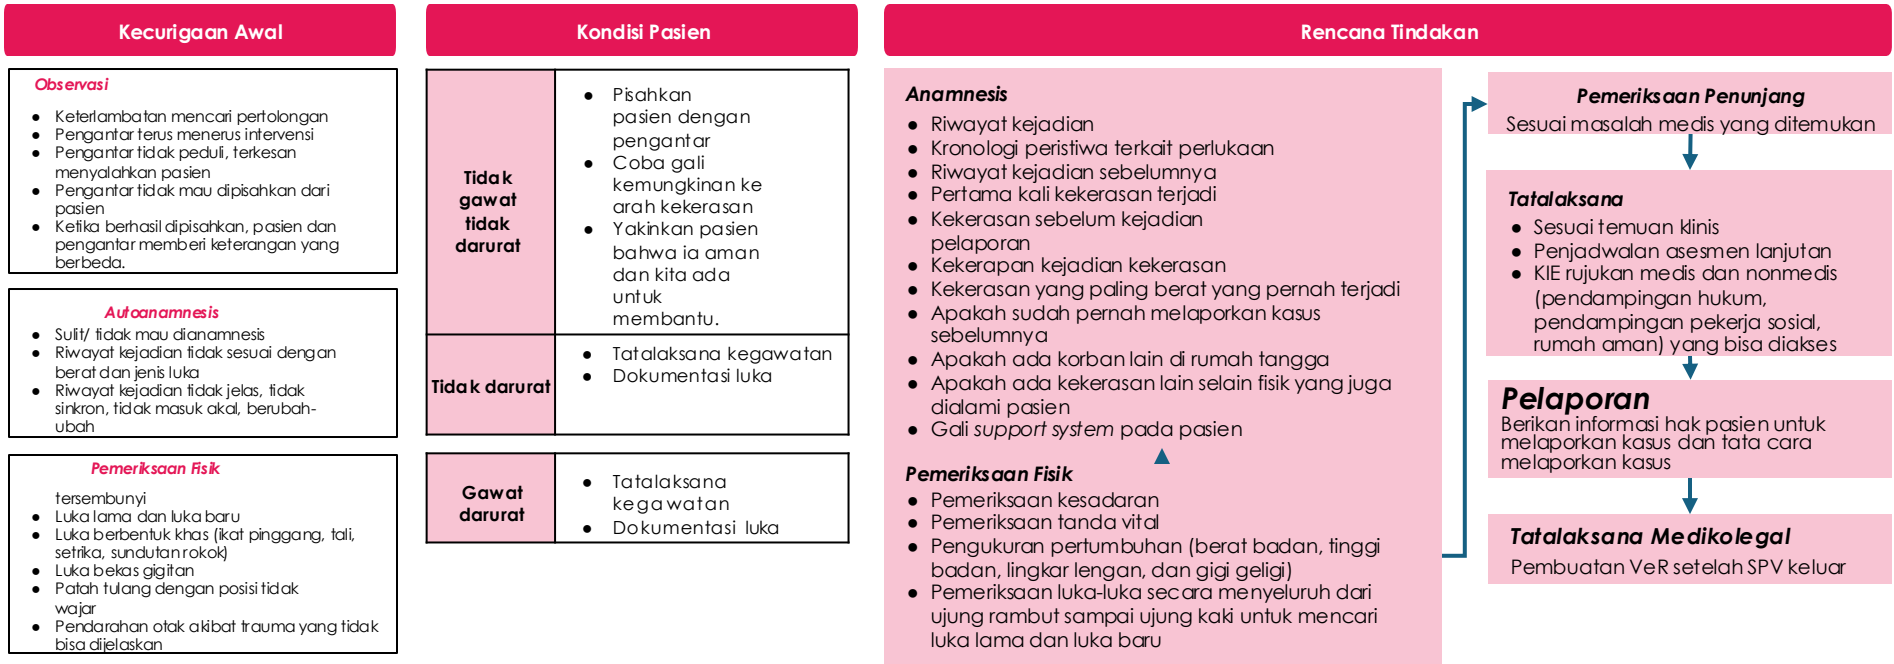 Kecurigaan Awal
Observasi
● Keterlambatan mencari pertolongan
● Pengantar terus menerus intervensi
● Pengantar tidak peduli, terkesan
menyalahkan pasien
● Pengantar tidak mau dipisahkan dari
pasien
● Ketika berhasil dipisahkan, pasien dan
pengantar memberi keterangan yang
berbeda.
Autoanamnesis
● Sulit/ tidak mau dianamnesis
● Riwayat kejadian tidak sesuai dengan
berat dan jenis luka
● Riwayat kejadian tidak jelas, tidak
sinkron, tidak masuk akal, berubah-
ubah
Pemeriksaan Fisik
tersembunyi
● Luka lama dan luka baru
● Luka berbentuk khas (ikat pinggang, tali,
setrika, sundutan rokok)
● Luka bekas gigitan
● Patah tulang dengan posisi tidak
wajar
● Pendarahan otak akibat trauma yang tidak
bisa dijelaskan
Kondisi Pasien
Tidak
gawat
tidak
darurat
● Pisahkan
pasien dengan
pengantar
● Coba gali
kemungkinan ke
arah kekerasan
● Yakinkan pasien
bahwa ia aman
dan kita ada
untuk
membantu.
Tidak darurat
● Tatalaksana kegawatan
● Dokumentasi luka
Gawat
darurat
● Tatalaksana
kegawatan
● Dokumentasi luka
Rencana Tindakan
Anamnesis
● Riwayat kejadian
● Kronologi peristiwa terkait perlukaan
● Riwayat kejadian sebelumnya
● Pertama kali kekerasan terjadi
● Kekerasan sebelum kejadian
pelaporan
● Kekerapan kejadian kekerasan
● Kekerasan yang paling berat yang pernah terjadi
● Apakah sudah pernah melaporkan kasus
sebelumnya
● Apakah ada korban lain di rumah tangga
● Apakah ada kekerasan lain selain fisik yang juga
dialami pasien
● Gali support system pada pasien
Pemeriksaan Fisik
● Pemeriksaan kesadaran
● Pemeriksaan tanda vital
● Pengukuran pertumbuhan (berat badan, tinggi
badan, lingkar lengan, dan gigi geligi)
● Pemeriksaan luka-luka secara menyeluruh dari
ujung rambut sampai ujung kaki untuk mencari
luka lama dan luka baru
Pemeriksaan Penunjang
Sesuai masalah medis yang ditemukan
Tatalaksana
● Sesuai temuan klinis
● Penjadwalan asesmen lanjutan
● KIE rujukan medis dan nonmedis
(pendampingan hukum,
pendampingan pekerja sosial,
rumah aman) yang bisa diakses
Pelaporan
Berikan informasi hak pasien untuk
melaporkan kasus dan tata cara
melaporkan kasus
Tatalaksana Medikolegal
Pembuatan VeR setelah SPV keluar